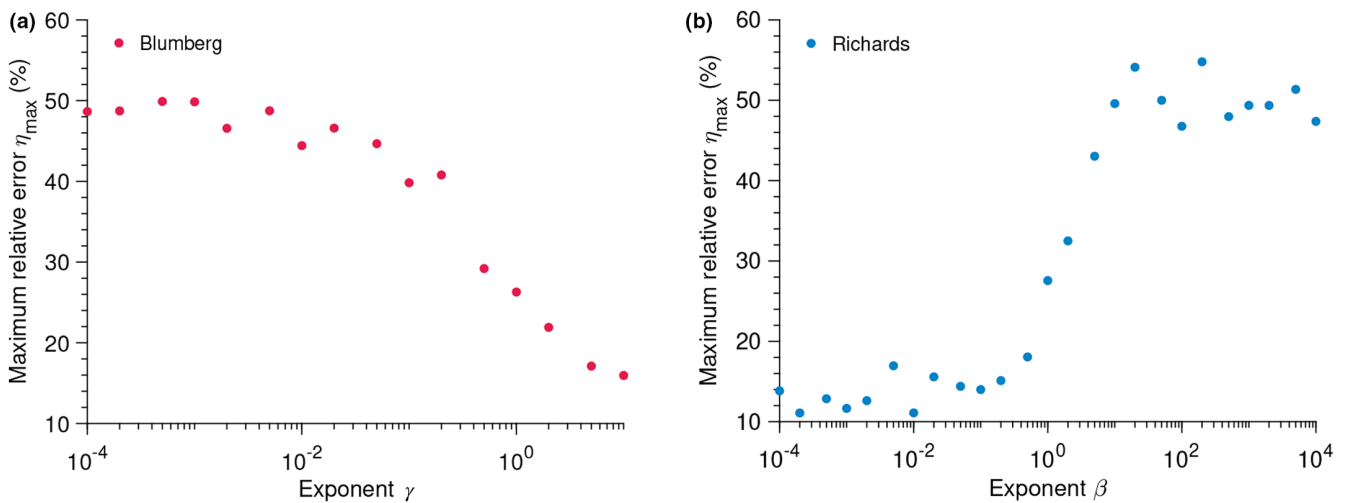 (a)
Blumberg
Maximum relative error η_max (%)
60
50
40
30
20
10
10^-4
10^-2
10^0
Exponent γ
(b)
Richards
Maximum relative error η_max (%)
60
50
40
30
20
10
10^-4
10^-2
10^0
10^2
10^4
Exponent β